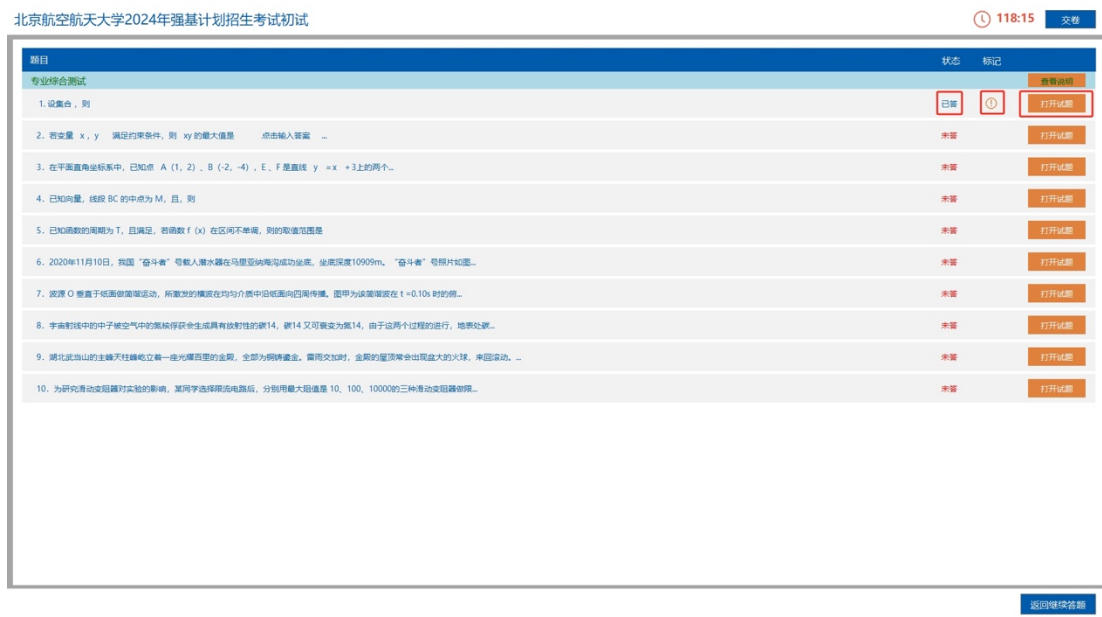 北京航空航天大学2024年强基计划招生考试初试 118:15 交卷
题目 状态 标记
专业综合测试 查看说明
1. 设集合 ，则 已答 打开试题
2. 若变量 x，y 满足约束条件，则 xy 的最大值是 点击输入答案 ...
未答 打开试题
3. 在平面直角坐标系中，已知点 A（1，2）、B（-2，-4），E、F 是直线 y =x +3上的两个...
未答 打开试题
4. 已知向量，线段 BC 的中点为 M，且，则 未答 打开试题
5. 已知函数的周期为 T，且满足，若函数 f（x）在区间不单调，则的取值范围是 未答 打开试题
6. 2020年11月10日，我国“奋斗者”号载人潜水器在马里亚纳海沟成功坐底，坐底深度10909m。 “奋斗者”号照片如图... 未答 打开试题
7. 波源 O 垂直于纸面做简谐运动，所激发的横波在均匀介质中沿纸面向四周传播。图甲为该简谐波在 t =0.10s 时的俯... 未答 打开试题
8. 宇宙射线中的中子被空气中的氮核俘获会生成具有放射性的碳14，碳14 又可衰变为氮14，由于这两个过程的进行，地表处碳... 未答 打开试题
9. 湖北武当山的主峰天柱峰屹立着一座光耀百里的金殿，全部为铜铸鎏金。雷雨交加时，金殿的屋顶常会出现盆大的火球，来回滚动。... 未答 打开试题
10. 为研究滑动变阻器对实验的影响，某同学选择限流电路后，分别用最大阻值是 10、100、10000的三种滑动变阻器做限... 未答 打开试题
返回继续答题